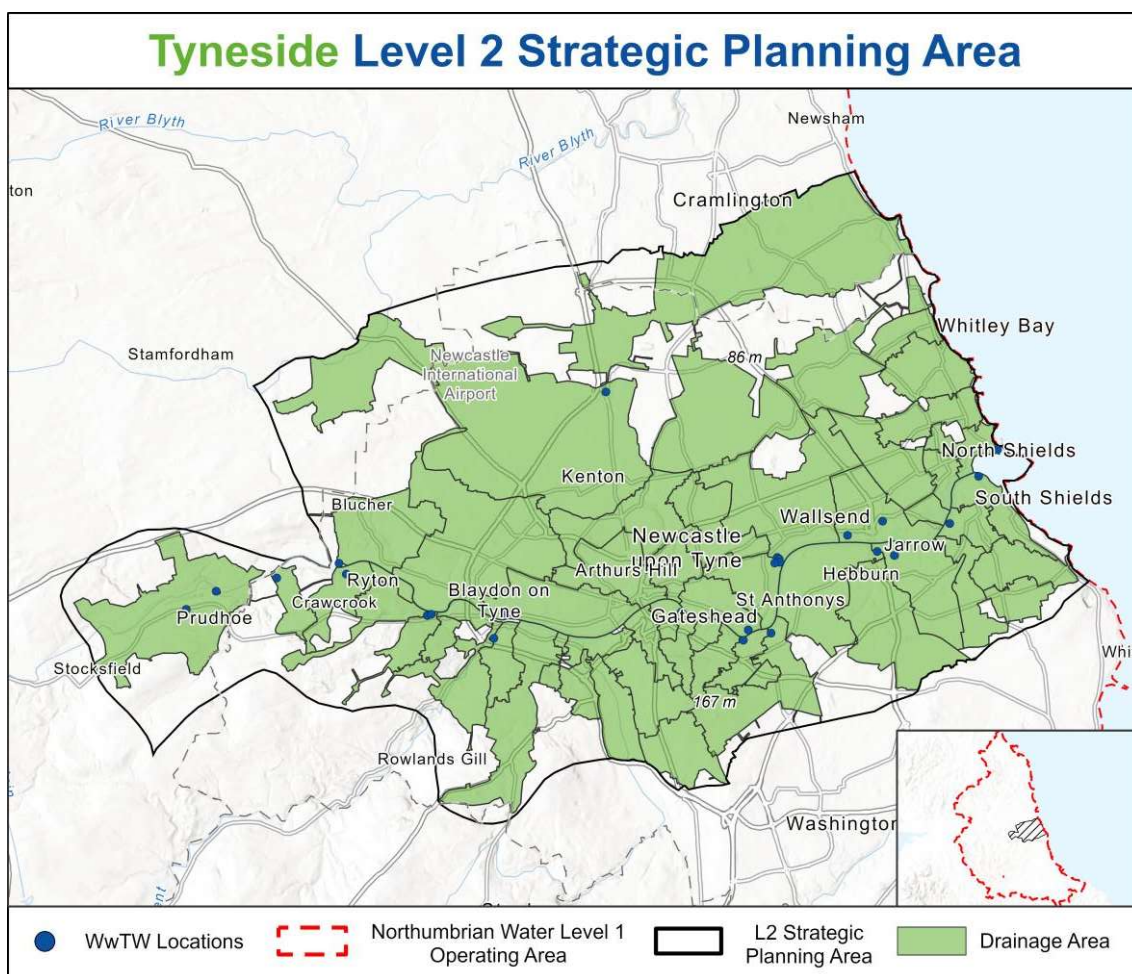 Tyneside Level 2 Strategic Planning Area
River Blyth
River Blyth
Newsham
Cramlington
Whitley Bay
Stamfordham
Newcastle
International
Airport
86 m
Kenton
North Shields
South Shields
Blucher
Wallsend
Newcastle
upon Tyne
Jarrow
Arthurs Hill
Hebburn
Ryton
Crawcrook
Blaydon on
Tyne
St Anthonys
Gateshead
Prudhoe
Stocksfield
Whi
167 m
Rowlands Gill
Washington
ton
ent
WwTW Locations
Northumbrian Water Level 1
Operating Area
L2 Strategic
Planning Area
Drainage Area